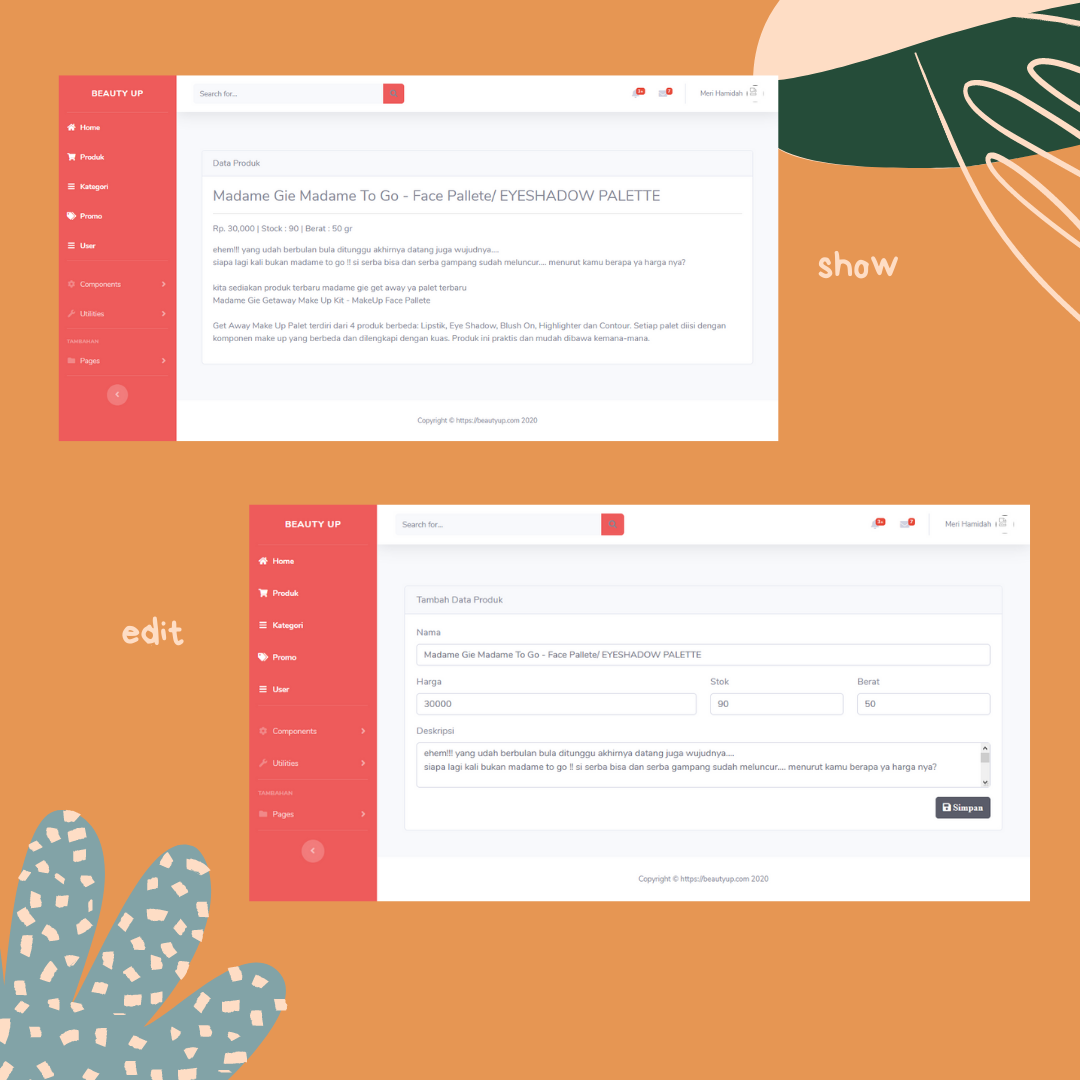 BEAUTY UP
Search for...
3+
7
Meri Hamidah
Home
Produk
Kategori
Promo
User
Components
Utilities
TAMBAHAN
Pages
Data Produk
Madame Gie Madame To Go - Face Pallete/ EYESHADOW PALETTE
Rp. 30,000 | Stock : 90 | Berat : 50 gr
ehem!!! yang udah berbulan bula ditunggu akhirnya datang juga wujudnya....
siapa lagi kali bukan madame to go !! si serba bisa dan serba gampang sudah meluncur.... menurut kamu berapa ya harga nya?
kita sediakan produk terbaru madame gie get away ya palet terbaru
Madame Gie Getaway Make Up Kit - MakeUp Face Pallete
Get Away Make Up Palet terdiri dari 4 produk berbeda: Lipstik, Eye Shadow, Blush On, Highlighter dan Contour. Setiap palet diisi dengan
komponen make up yang berbeda dan dilengkapi dengan kuas. Produk ini praktis dan mudah dibawa kemana-mana.
Copyright © https://beautyup.com 2020
show
edit
BEAUTY UP
Search for...
3+
7
Meri Hamidah
Home
Produk
Kategori
Promo
User
Components
Utilities
TAMBAHAN
Pages
Tambah Data Produk
Nama
Madame Gie Madame To Go - Face Pallete/ EYESHADOW PALETTE
Harga Stok Berat
30000 90 50
Deskripsi
ehem!!! yang udah berbulan bula ditunggu akhirnya datang juga wujudnya....
siapa lagi kali bukan madame to go !! si serba bisa dan serba gampang sudah meluncur.... menurut kamu berapa ya harga nya?
Simpan
Copyright © https://beautyup.com 2020